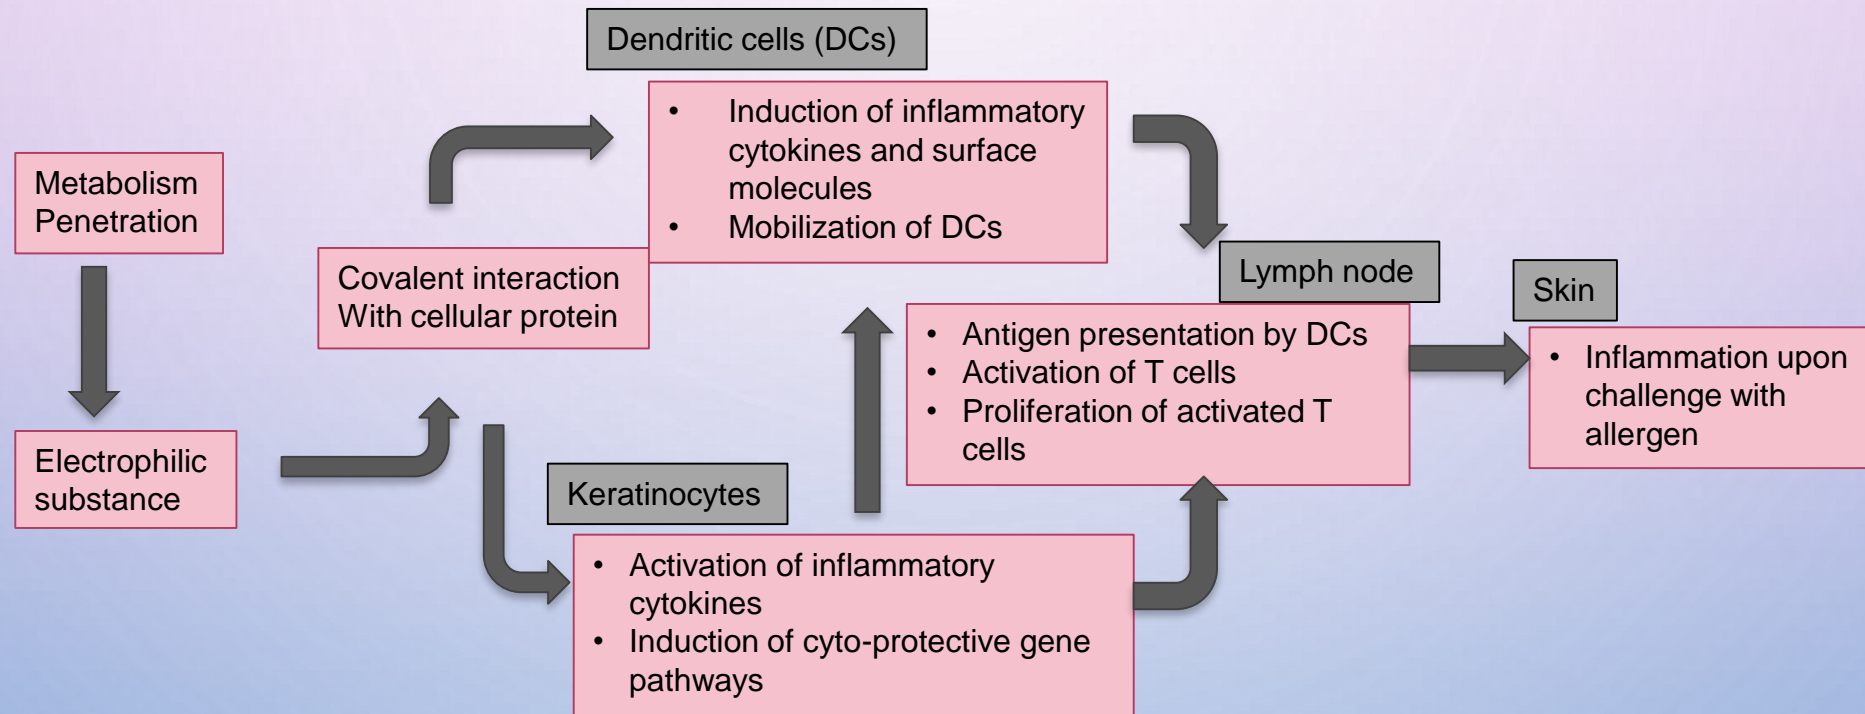 Dendritic cells (DCs)
• Induction of inflammatory
cytokines and surface
molecules
• Mobilization of DCs
Metabolism
Penetration
Covalent interaction
With cellular protein
Electrophilic
substance
Keratinocytes
• Activation of inflammatory
cytokines
• Induction of cyto-protective gene
pathways
Lymph node
• Antigen presentation by DCs
• Activation of T cells
• Proliferation of activated T
cells
Skin
• Inflammation upon
challenge with
allergen